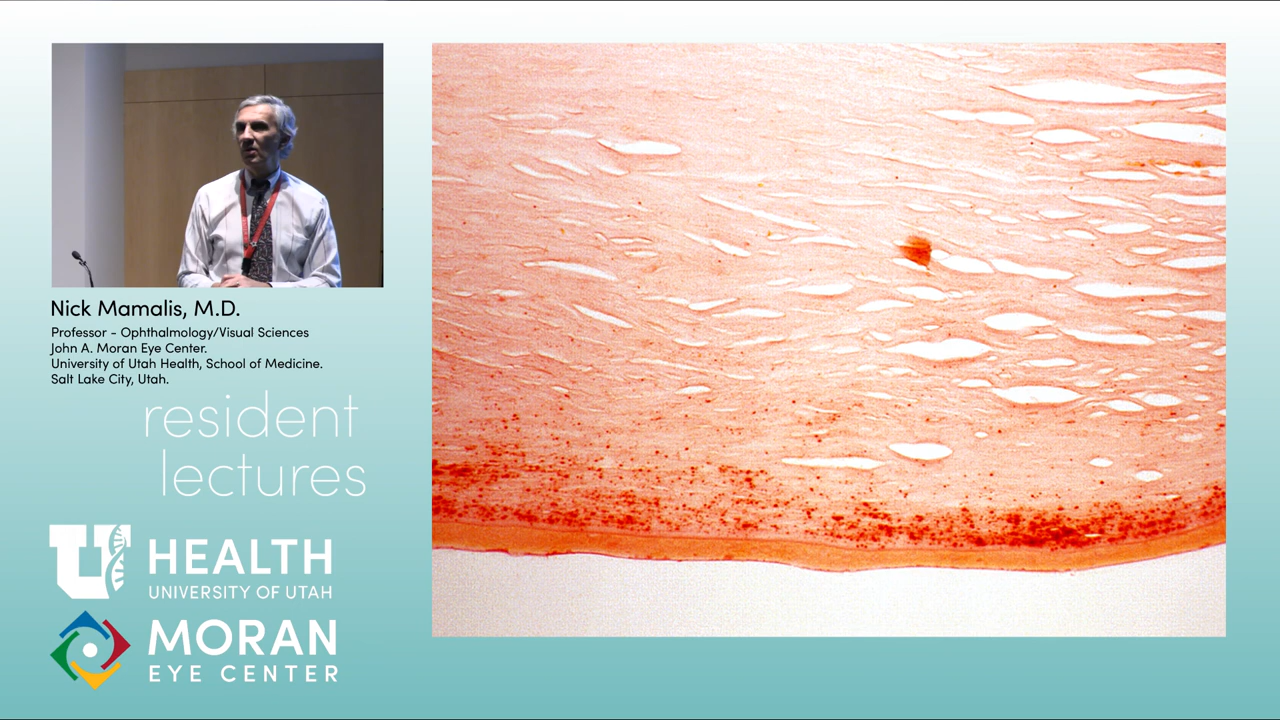 Nick Mamalis, M.D.
Professor - Ophthalmology/Visual Sciences
John A. Moran Eye Center.
University of Utah Health, School of Medicine.
Salt Lake City, Utah.
resident
lectures
U
HEALTH
UNIVERSITY OF UTAH
MORAN
EYE CENTER